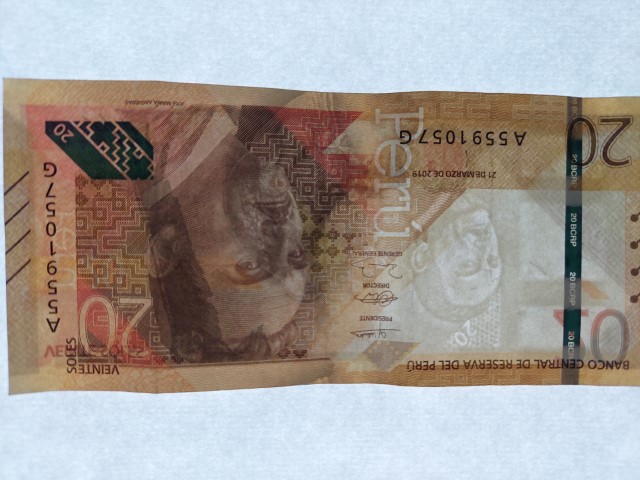 BANCO CENTRAL DE RESERVA DEL PERÚ
VEINTE
SOLES
20
20 BCRP
20
PRESIDENTE
DIRECTOR
GERENTE GENERAL
20
A5591057G
20 BCRP
20 BCRP
21 DE MARZO DE 2019
Perú
20
A5591057G
20
JOSÉ MARÍA ARGUEDAS